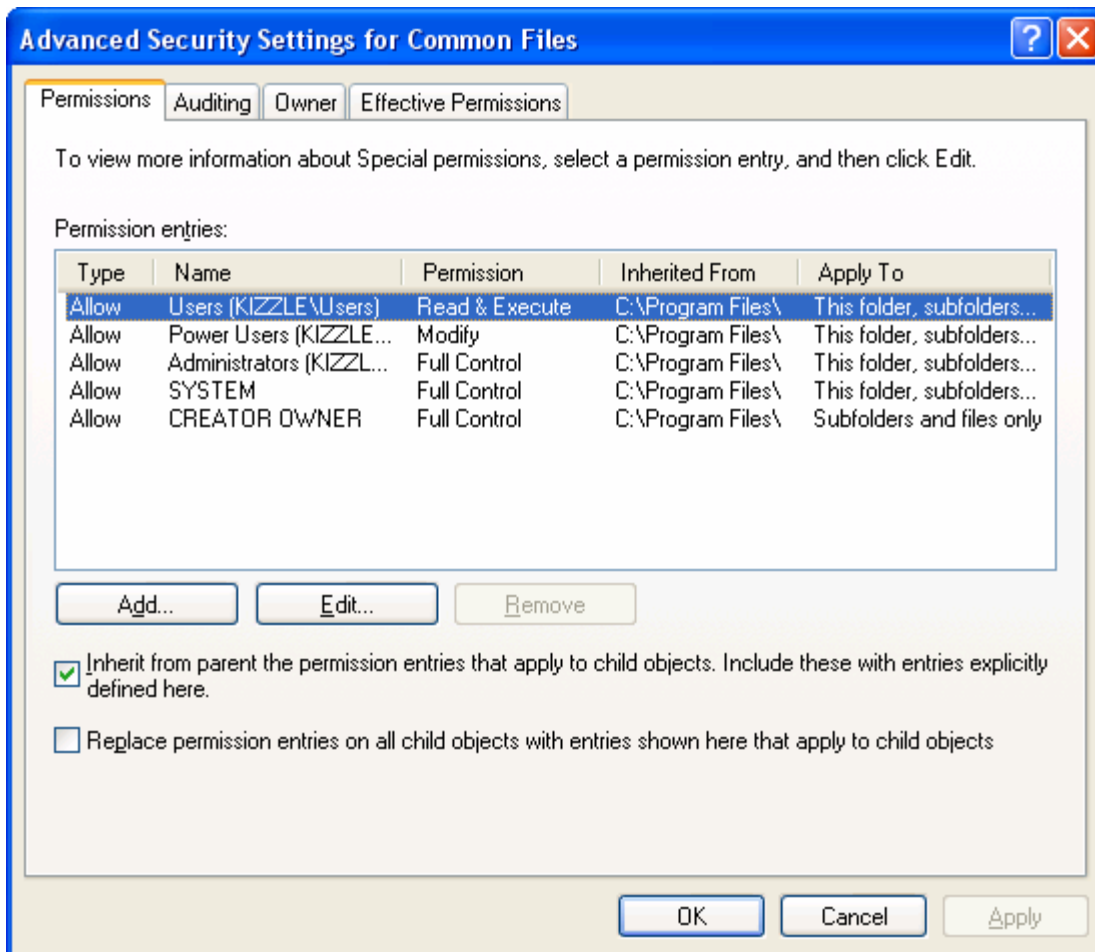 Advanced Security Settings for Common Files
Permissions Auditing Owner Effective Permissions
To view more information about Special permissions, select a permission entry, and then click Edit.
Permission entries:
Type Name Permission Inherited From Apply To
Allow Users (KIZZLE\Users) Read & Execute C:\Program Files\ This folder, subfolders...
Allow Power Users (KIZZLE... Modify C:\Program Files\ This folder, subfolders...
Allow Administrators (KIZZL... Full Control C:\Program Files\ This folder, subfolders...
Allow SYSTEM Full Control C:\Program Files\ This folder, subfolders...
Allow CREATOR OWNER Full Control C:\Program Files\ Subfolders and files only
Add... Edit... Remove
Inherit from parent the permission entries that apply to child objects. Include these with entries explicitly
defined here.
Replace permission entries on all child objects with entries shown here that apply to child objects
OK Cancel Apply